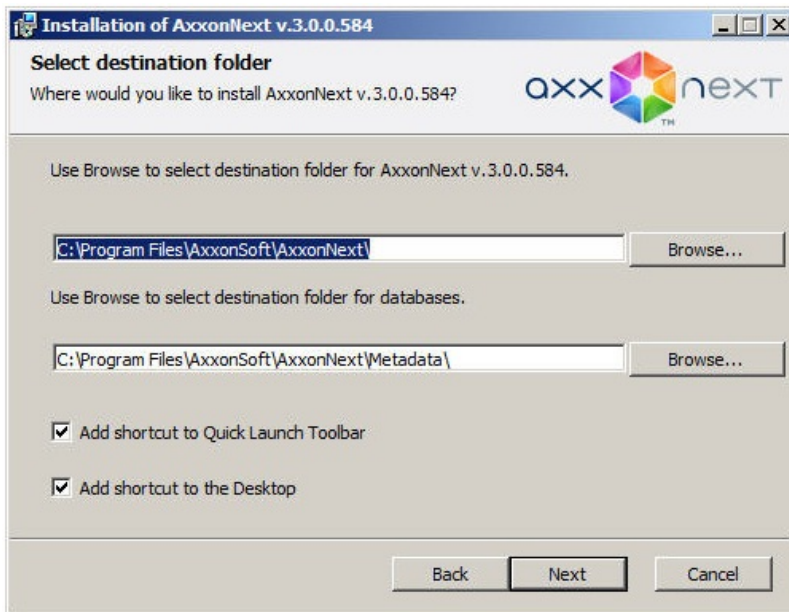 Installation of AxxonNext v.3.0.0.584
Select destination folder
Where would you like to install AxxonNext v.3.0.0.584?
axx next
TM
Use Browse to select destination folder for AxxonNext v.3.0.0.584.
C:\Program Files\AxxonSoft\AxxonNext\
Browse...
Use Browse to select destination folder for databases.
C:\Program Files\AxxonSoft\AxxonNext\Metadata\
Browse...
Add shortcut to Quick Launch Toolbar
Add shortcut to the Desktop
Back
Next
Cancel